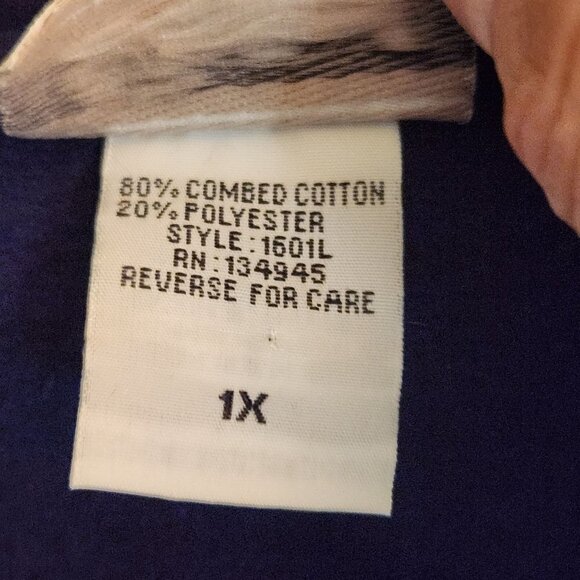 80% COMBED COTTON
20% POLYESTER
STYLE:1601L
RN:134945
REVERSE FOR CARE
1X